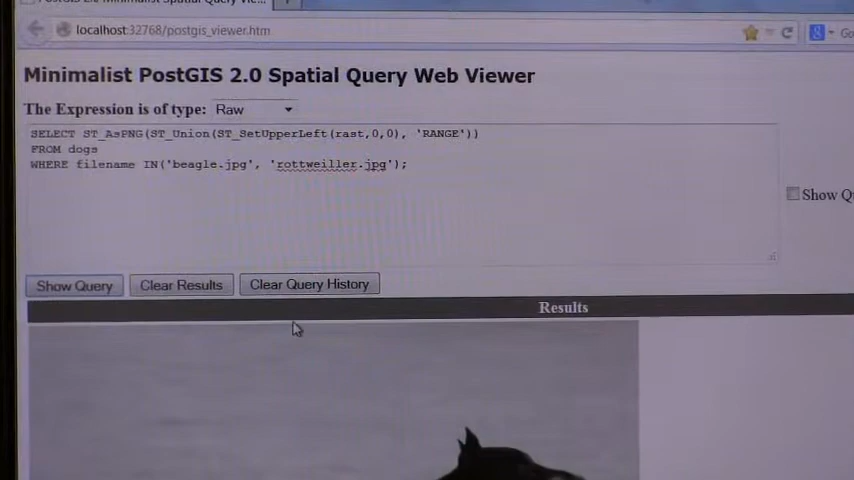 localhost:32768/postgis_viewer.htm
Minimalist PostGIS 2.0 Spatial Query Web Viewer
The Expression is of type: Raw
SELECT ST_AsPNG(ST_Union(ST_SetUpperLeft(rast,0,0), 'RANGE'))
FROM dogs
WHERE filename IN('beagle.jpg', 'rottweiller.jpg');
Show Q
Show Query Clear Results Clear Query History
Results